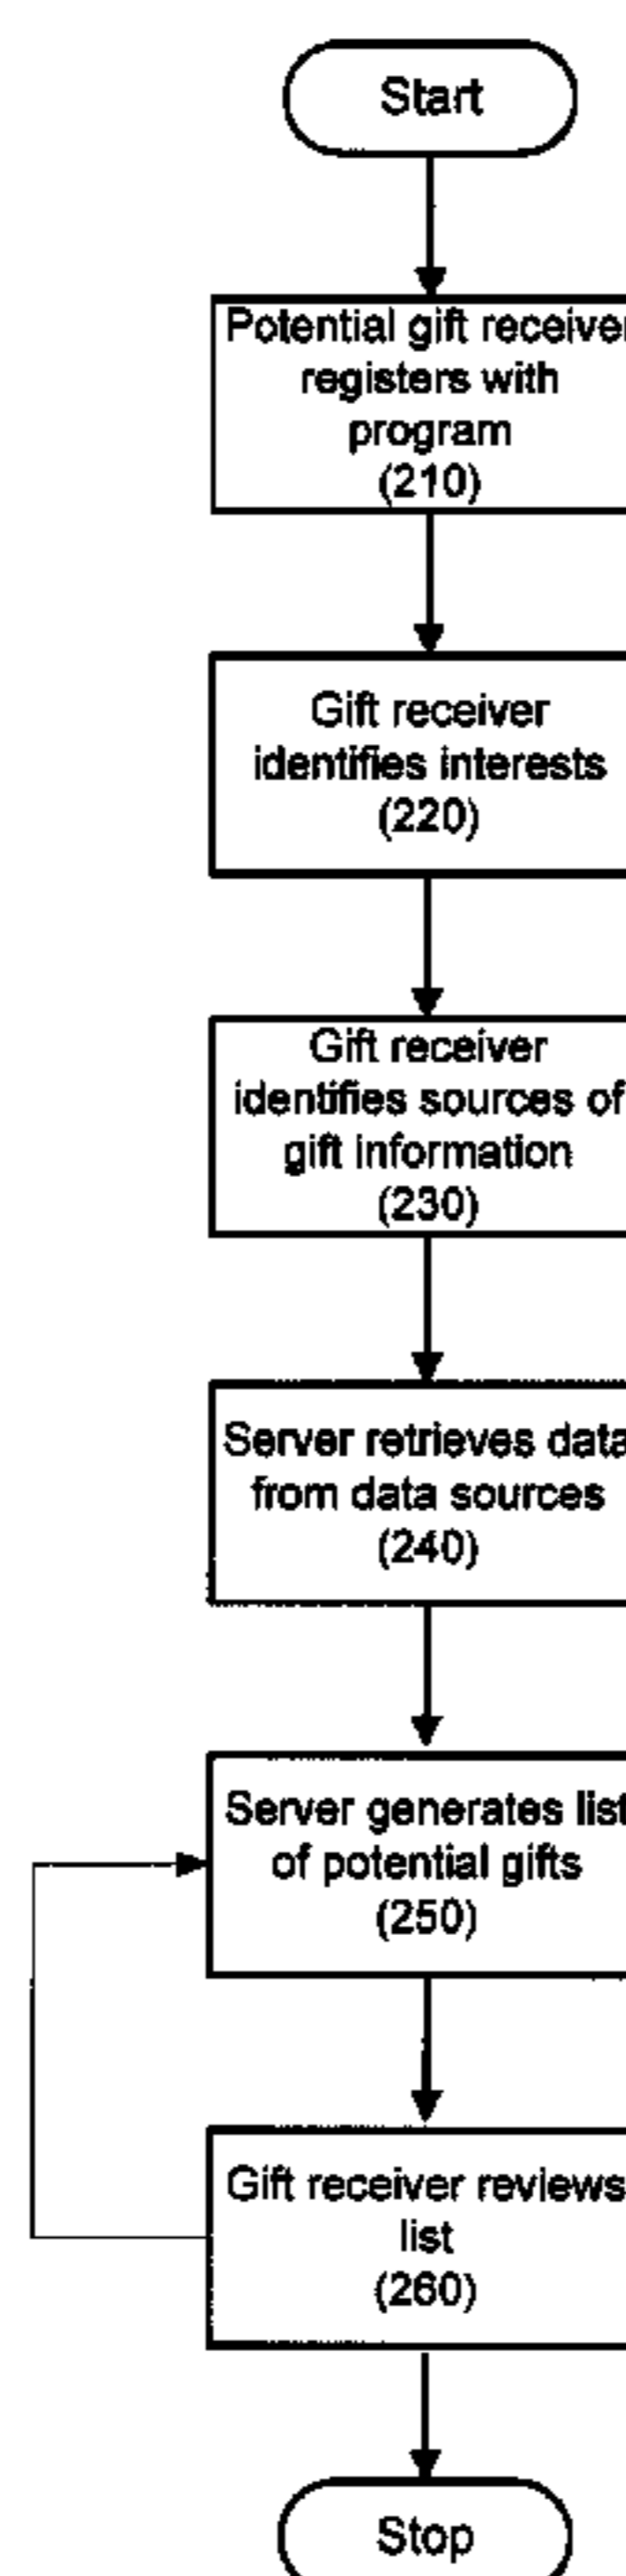 Start
Potential gift receiver
registers with
program
(210)
Gift receiver
identifies interests
(220)
Gift receiver
identifies sources of
gift information
(230)
Server retrieves data
from data sources
(240)
Server generates list
of potential gifts
(250)
Gift receiver reviews
list
(260)
Stop